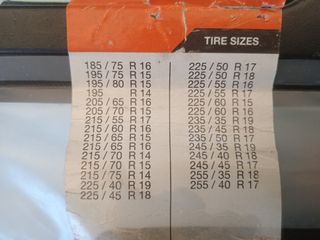 TIRE SIZES
185 / 75 R 16
195 / 75 R 15
195 / 80 R 15
195 R 14
205 / 65 R 16
205 / 70 R 15
215 / 55 R 17
215 / 60 R 16
215 / 65 R 15
215 / 65 R 16
215 / 70 R 14
215 / 70 R 15
215 / 75 R 14
225 / 40 R 19
225 / 45 R 18
225 / 50 R 17
225 / 50 R 18
225 / 55 R 16
225 / 55 R 17
225 / 60 R 15
225 / 60 R 16
235 / 35 R 19
235 / 45 R 18
235 / 50 R 17
245 / 35 R 19
245 / 40 R 18
245 / 45 R 17
255 / 35 R 18
255 / 40 R 17